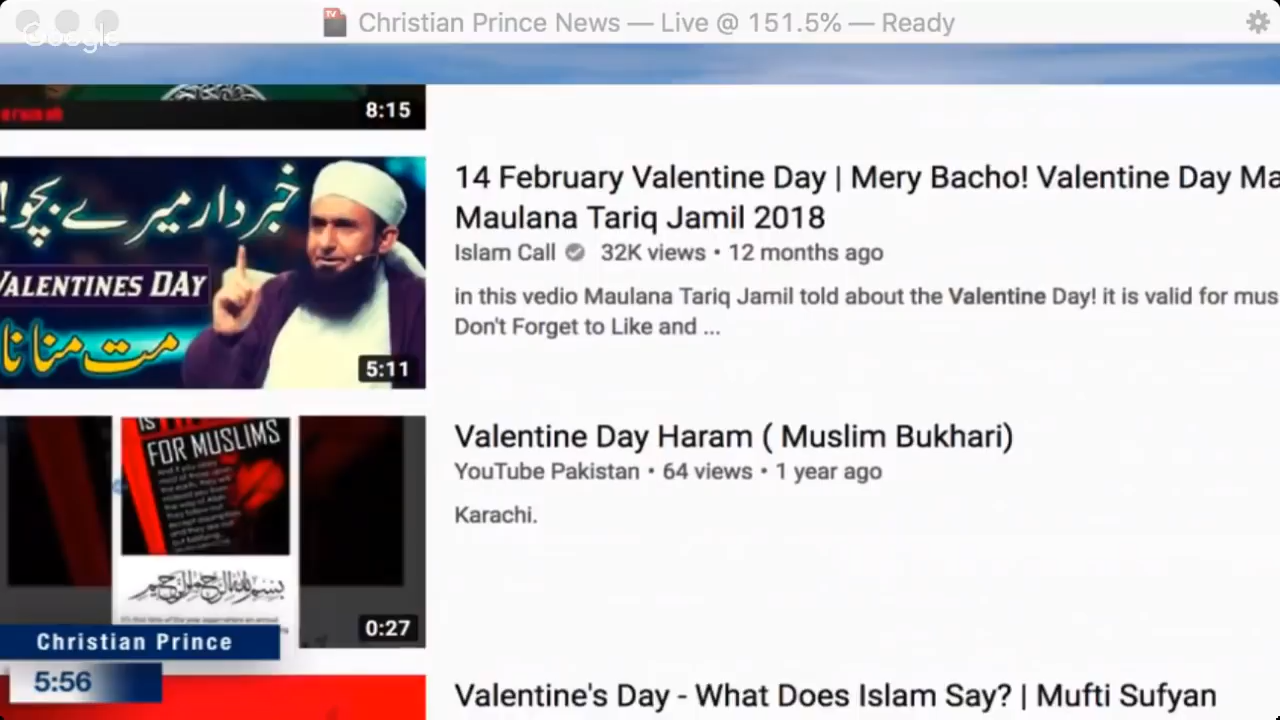 Google
Christian Prince News — Live @ 151.5% — Ready
8:15
خبردار میرے بچو!
VALENTINES DAY
مت منانا
5:11
14 February Valentine Day | Mery Bacho! Valentine Day Ma
Maulana Tariq Jamil 2018
Islam Call 32K views • 12 months ago
in this vedio Maulana Tariq Jamil told about the Valentine Day! it is valid for mus
Don't Forget to Like and ...
IS
FOR MUSLIMS
0:27
Valentine Day Haram ( Muslim Bukhari)
YouTube Pakistan • 64 views • 1 year ago
Karachi.
Christian Prince
5:56
Valentine's Day - What Does Islam Say? | Mufti Sufyan